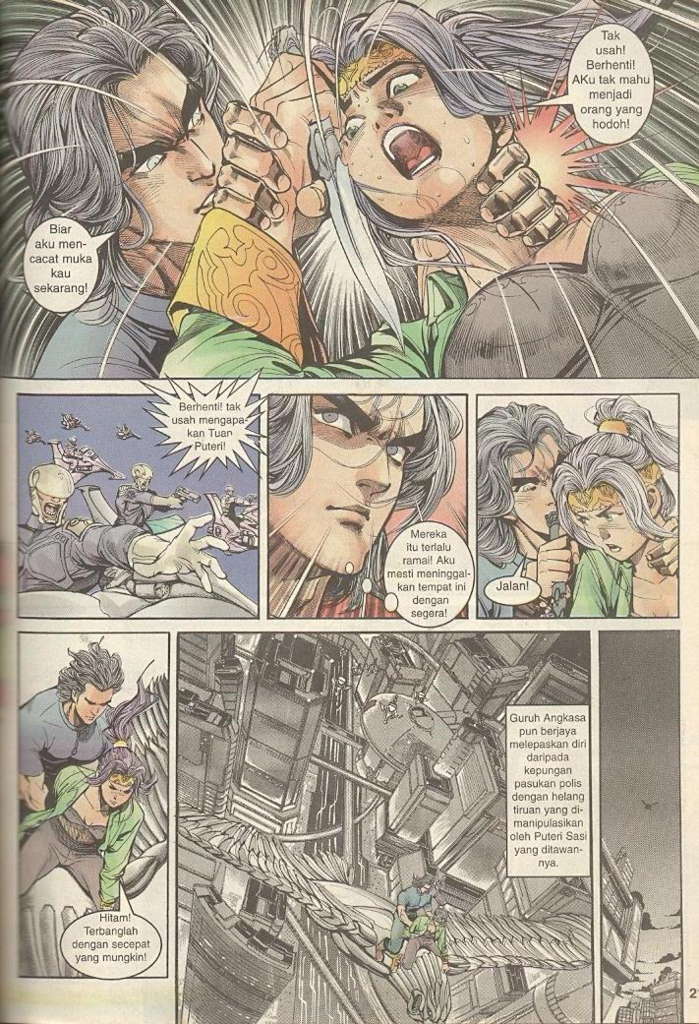 Tak
usah!
Berhenti!
AKu tak mahu
menjadi
orang yang
hodoh!
Biar
aku men-
cacat muka
kau
sekarang!
Berhenti! tak
usah mengapa-
kan Tuan
Puteri!
Mereka
itu terlalu
ramai! Aku
mesti meninggal-
kan tempat ini
dengan
segera!
Jalan!
Hitam!
Terbanglah
dengan secepat
yang mungkin!
Guruh Angkasa
pun berjaya
melepaskan diri
daripada
kepungan
pasukan polis
dengan helang
tiruan yang di-
manipulasikan
oleh Puteri Sasi
yang ditawan-
nya.